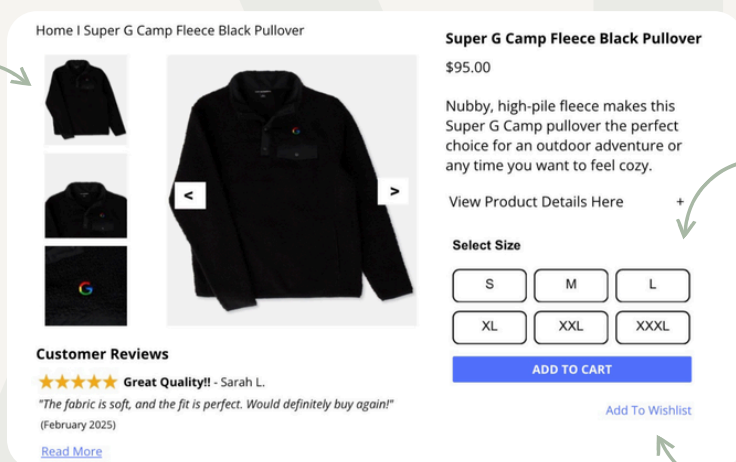 Home I Super G Camp Fleece Black Pullover
<
>
Customer Reviews
Great Quality!! - Sarah L.
"The fabric is soft, and the fit is perfect. Would definitely buy again!"
(February 2025)
Read More
Super G Camp Fleece Black Pullover
$95.00
Nubby, high-pile fleece makes this
Super G Camp pullover the perfect
choice for an outdoor adventure or
any time you want to feel cozy.
View Product Details Here +
Select Size
S M L
XL XXL XXXL
ADD TO CART
Add To Wishlist